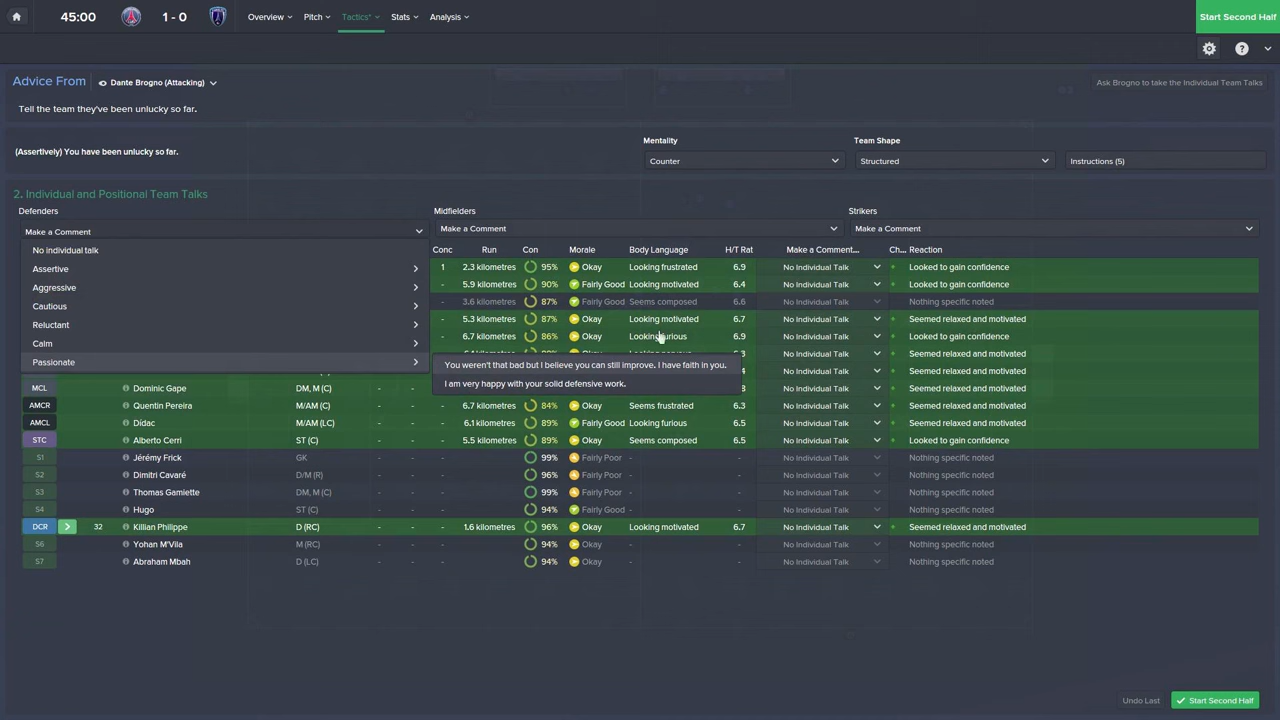 45:00 1 - 0 Overview Pitch Tactics* Stats Analysis Start Second Half
Advice From Dante Brogno (Attacking) Ask Brogno to take the Individual Team Talks
Tell the team they've been unlucky so far.
Mentality Team Shape
(Assertively) You have been unlucky so far. Counter Structured Instructions (5)
2. Individual and Positional Team Talks
Defenders Midfielders Strikers
Make a Comment Make a Comment Make a Comment
No individual talk Conc Run Con Morale Body Language H/T Rat Make a Comment... Ch... Reaction
Assertive 1 2.3 kilometres 95% Okay Looking frustrated 6.9 No Individual Talk Looked to gain confidence
Aggressive - 5.9 kilometres 90% Fairly Good Looking motivated 6.4 No Individual Talk Looked to gain confidence
Cautious - 3.6 kilometres 87% Fairly Good Seems composed 6.6 No Individual Talk Nothing specific noted
Reluctant - 5.3 kilometres 87% Okay Looking motivated 6.7 No Individual Talk Seemed relaxed and motivated
Calm - 6.7 kilometres 86% Okay Looking furious 6.9 No Individual Talk Looked to gain confidence
No Individual Talk Seemed relaxed and motivated
Passionate You weren't that bad but I believe you can still improve. I have faith in you. No Individual Talk Seemed relaxed and motivated
I am very happy with your solid defensive work.
MCL Dominic Gape DM, M (C) No Individual Talk Seemed relaxed and motivated
AMCR Quentin Pereira M/AM (C) - - - 6.7 kilometres 84% Okay Seems frustrated 6.3 No Individual Talk Seemed relaxed and motivated
AMCL Dídac M/AM (LC) - - - 6.1 kilometres 89% Fairly Good Looking furious 6.5 No Individual Talk Seemed relaxed and motivated
STC Alberto Cerri ST (C) - - - 5.5 kilometres 89% Okay Seems composed 6.5 No Individual Talk Looked to gain confidence
S1 Jérémy Frick GK - - - 99% Fairly Poor - - No Individual Talk Nothing specific noted
S2 Dimitri Cavaré D/M (R) - - - 96% Fairly Poor - - No Individual Talk Nothing specific noted
S3 Thomas Gamiette DM, M (C) - - - 99% Fairly Poor - - No Individual Talk Nothing specific noted
S4 Hugo ST (C) - - - 94% Fairly Good - - No Individual Talk Nothing specific noted
DCR 32 Killian Philippe D (RC) - - - 1.6 kilometres 96% Okay Looking motivated 6.7 No Individual Talk Seemed relaxed and motivated
S6 Yohan M'Vila M (RC) - - - 94% Okay - - No Individual Talk Nothing specific noted
S7 Abraham Mbah D (LC) - - - 94% Okay - - No Individual Talk Nothing specific noted
Undo Last Start Second Half